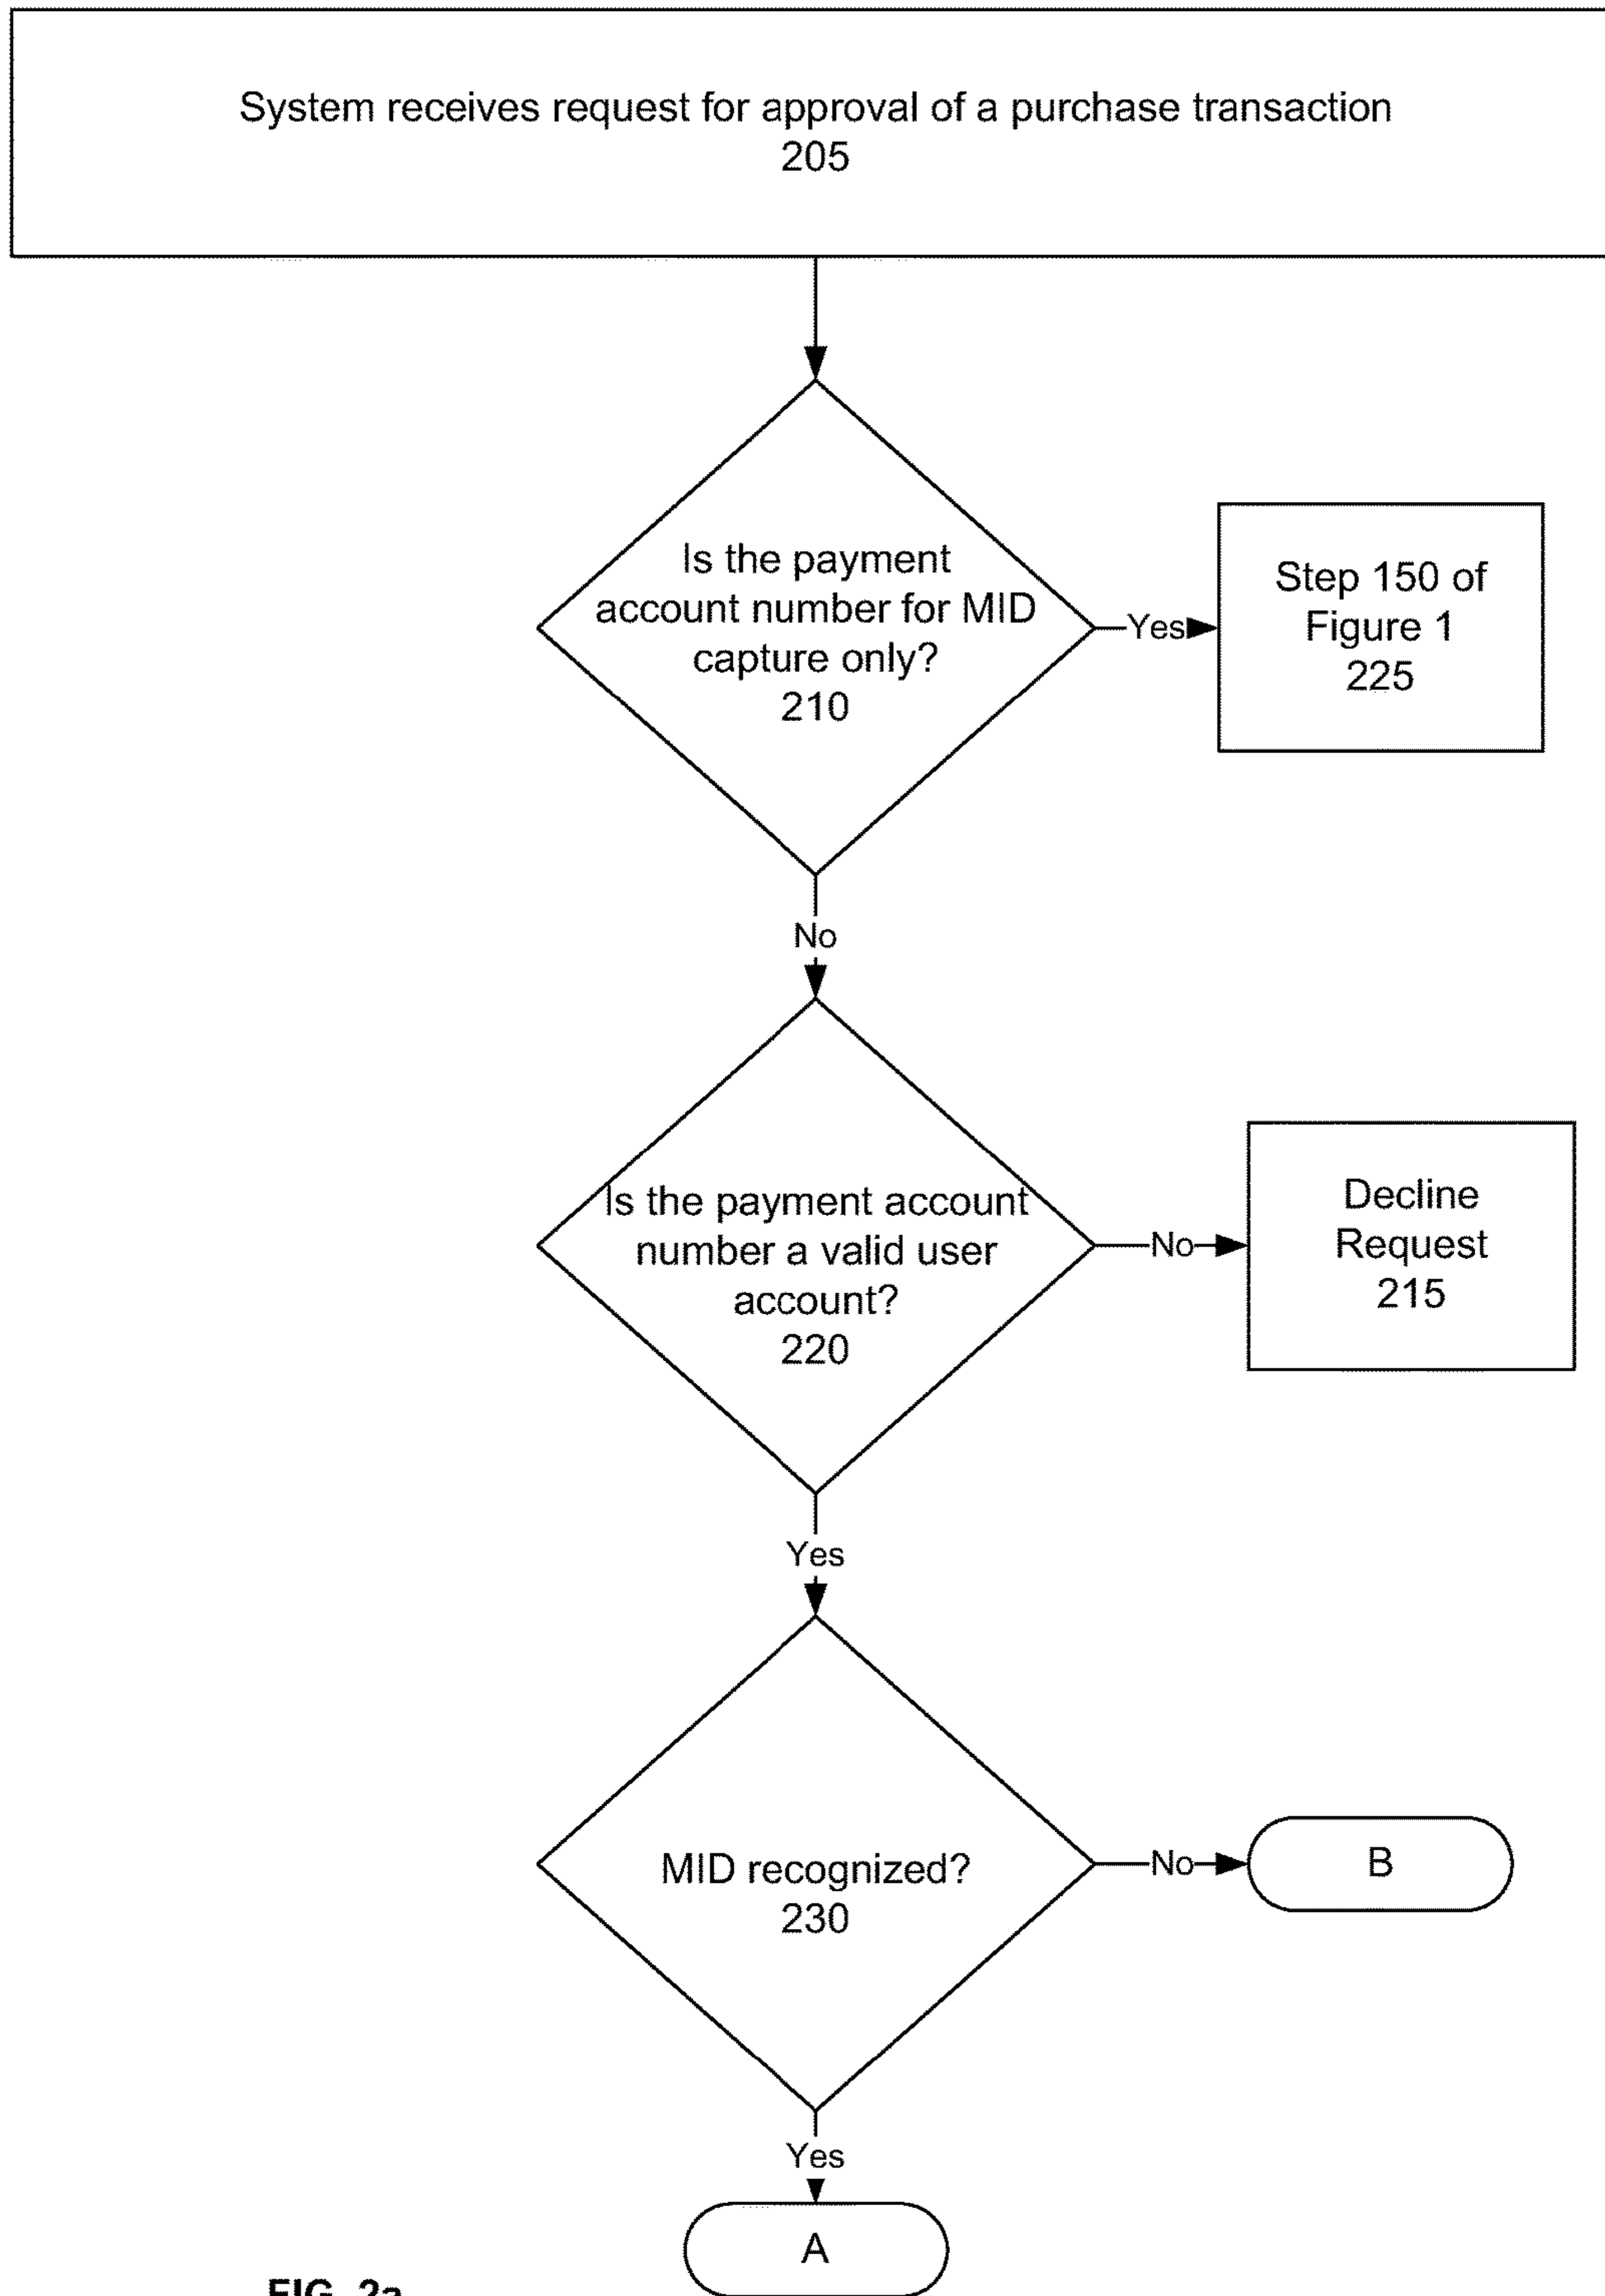 System receives request for approval of a purchase transaction
205
Is the payment
account number for MID
capture only?
210
Yes
Step 150 of
Figure 1
225
No
Is the payment account
number a valid user
account?
220
No
Decline
Request
215
Yes
MID recognized?
230
No
B
Yes
A
FIG. 2a